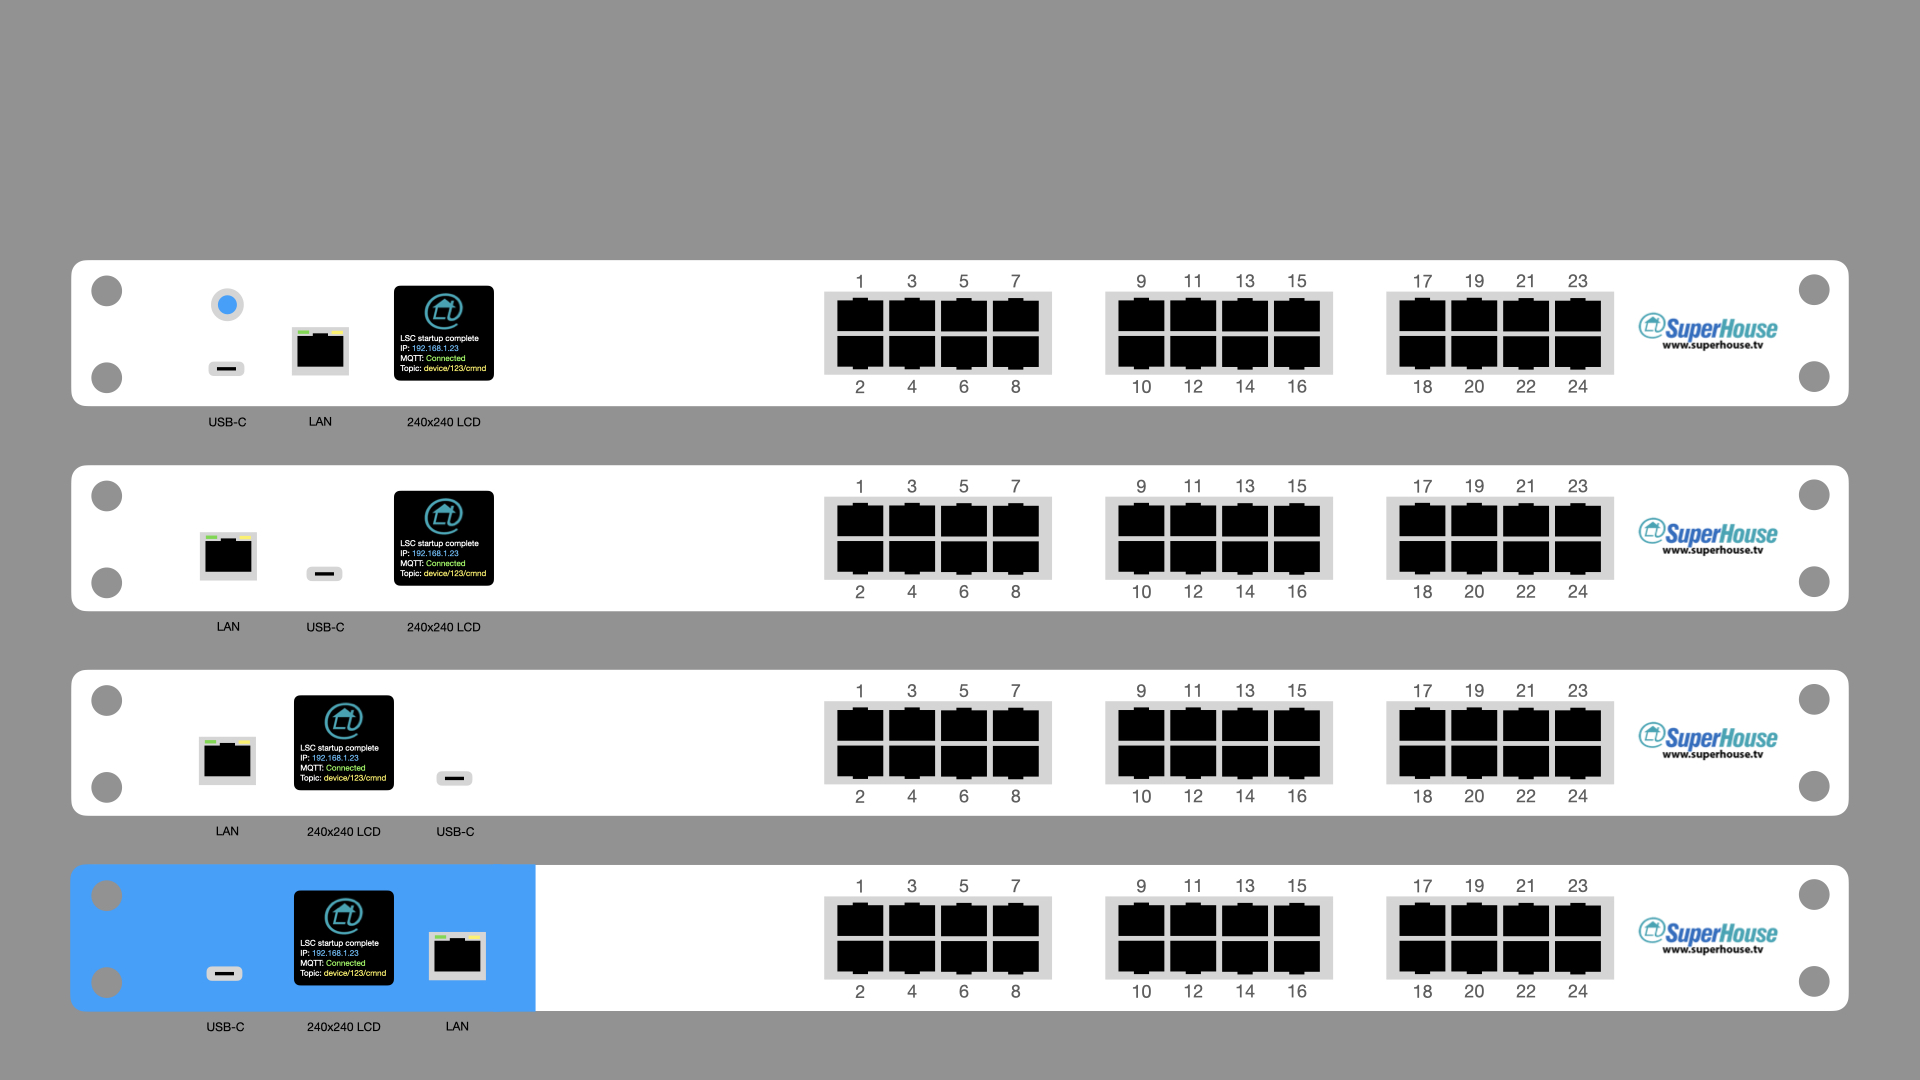 1 3 5 7 9 11 13 15 17 19 21 23
LSC startup complete
IP: 192.168.1.23
MQTT: Connected
Topic: device/123/cmnd
SuperHouse
www.superhouse.tv
2 4 6 8 10 12 14 16 18 20 22 24
USB-C LAN 240x240 LCD
1 3 5 7 9 11 13 15 17 19 21 23
LSC startup complete
IP: 192.168.1.23
MQTT: Connected
Topic: device/123/cmnd
SuperHouse
www.superhouse.tv
2 4 6 8 10 12 14 16 18 20 22 24
LAN USB-C 240x240 LCD
1 3 5 7 9 11 13 15 17 19 21 23
LSC startup complete
IP: 192.168.1.23
MQTT: Connected
Topic: device/123/cmnd
SuperHouse
www.superhouse.tv
2 4 6 8 10 12 14 16 18 20 22 24
LAN 240x240 LCD USB-C
1 3 5 7 9 11 13 15 17 19 21 23
LSC startup complete
IP: 192.168.1.23
MQTT: Connected
Topic: device/123/cmnd
SuperHouse
www.superhouse.tv
2 4 6 8 10 12 14 16 18 20 22 24
USB-C 240x240 LCD LAN